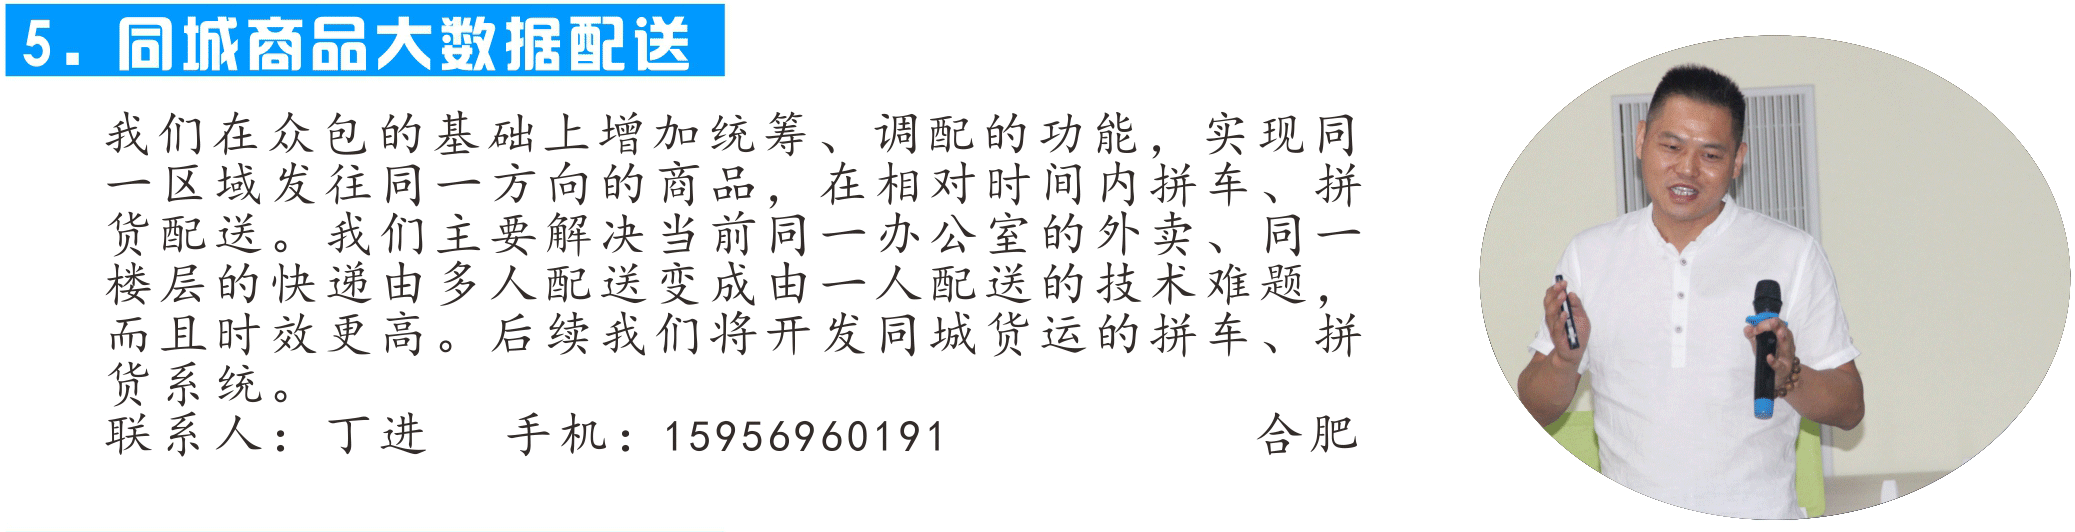 5. 同城商品大数据配送
我们在众包的基础上增加统筹、调配的功能，实现同
一区域发往同一方向的商品，在相对时间内拼车、拼
货配送。我们主要解决当前同一办公室的外卖、同一
楼层的快递由多人配送变成由一人配送的技术难题，
而且时效更高。后续我们将开发同城货运的拼车、拼
货系统。
联系人：丁进 手机：15956960191 合肥